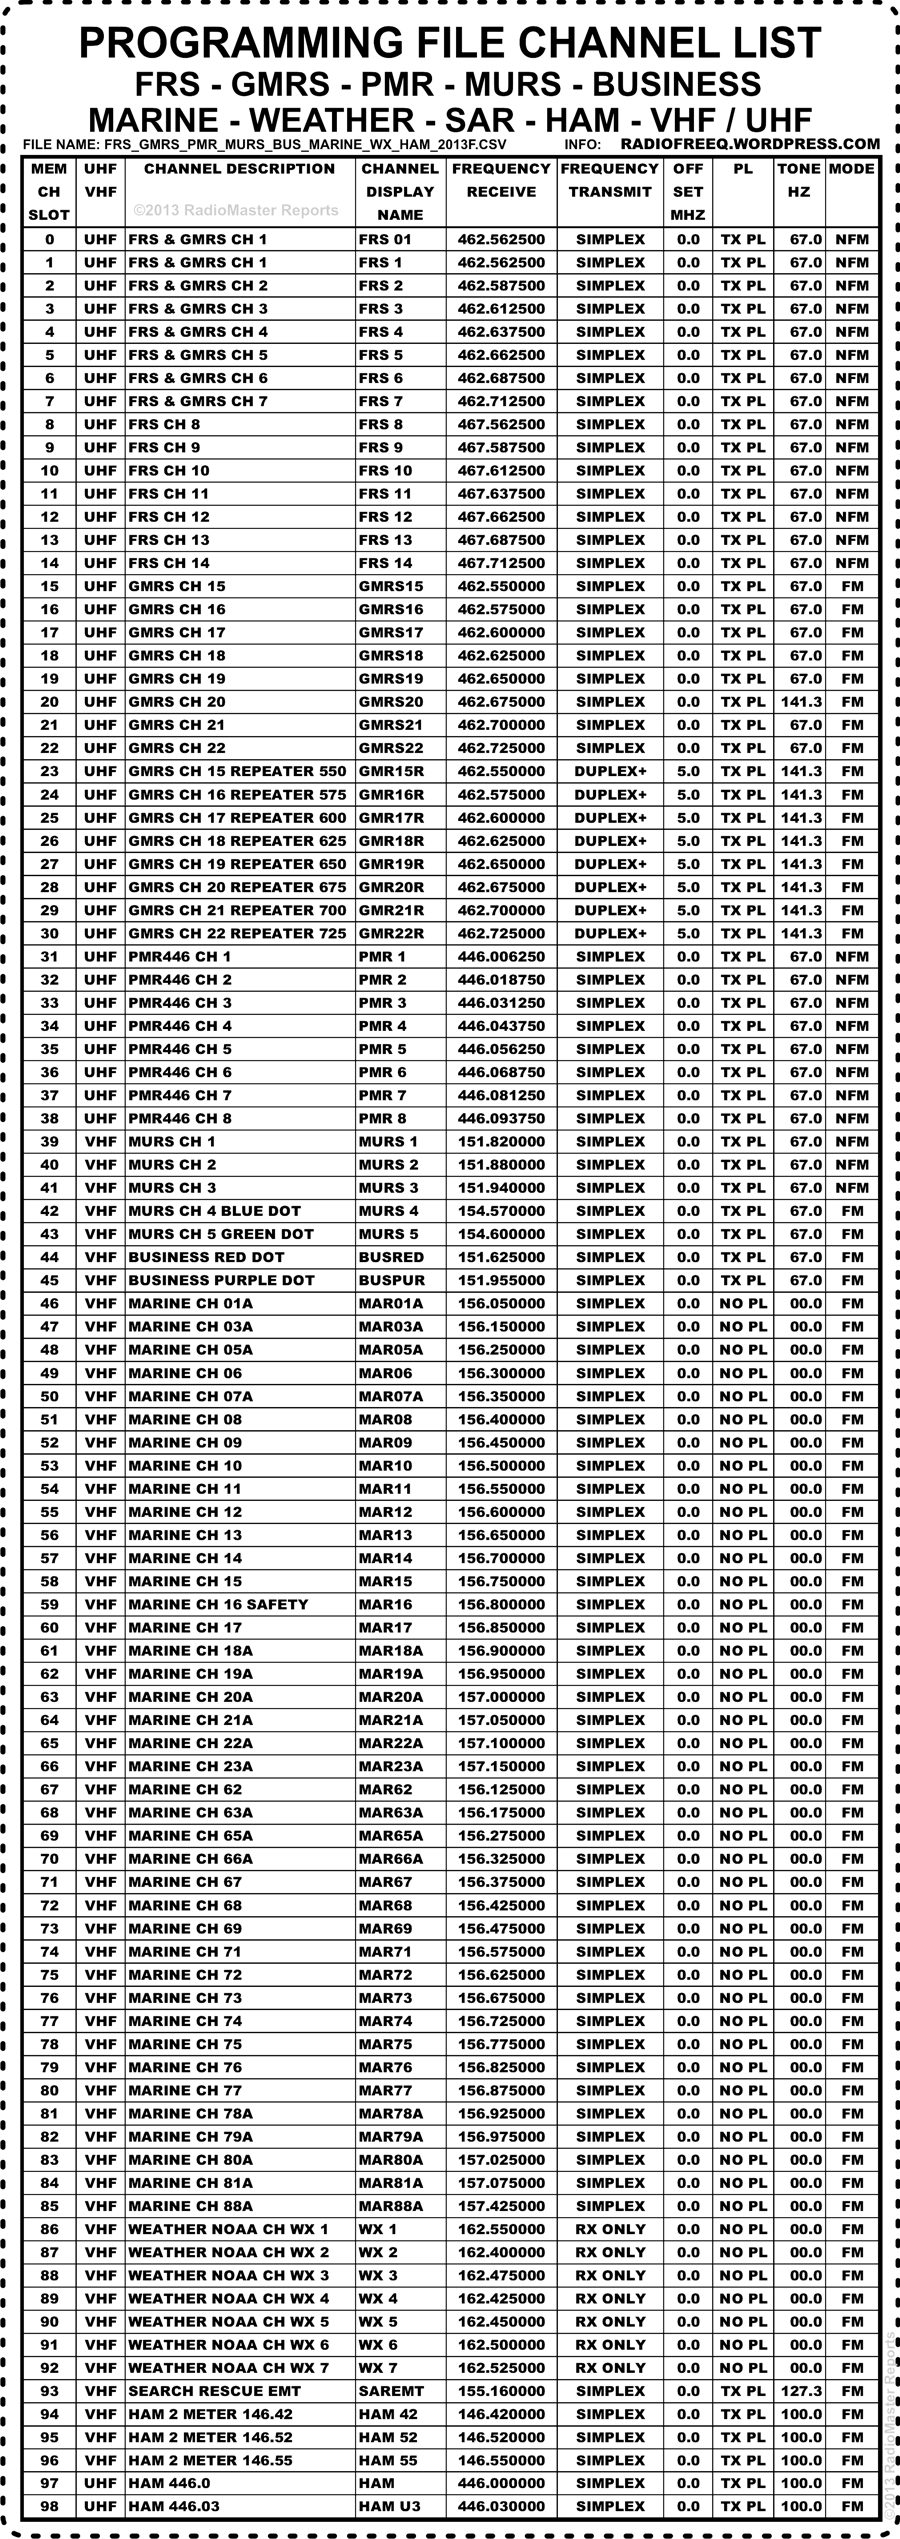 PROGRAMMING FILE CHANNEL LIST
FRS - GMRS - PMR - MURS - BUSINESS
MARINE - WEATHER - SAR - HAM - VHF / UHF
FILE NAME: FRS_GMRS_PMR_MURS_BUS_MARINE_WX_HAM_2013F.CSV INFO: RADIOFREEQ.WORDPRESS.COM
MEM UHF CHANNEL DESCRIPTION CHANNEL FREQUENCY FREQUENCY OFF PL TONE MODE
CH VHF DISPLAY RECEIVE TRANSMIT SET HZ
SLOT ©2013 RadioMaster Reports NAME MHZ
0 UHF FRS & GMRS CH 1 FRS 01 462.562500 SIMPLEX 0.0 TX PL 67.0 NFM
1 UHF FRS & GMRS CH 1 FRS 1 462.562500 SIMPLEX 0.0 TX PL 67.0 NFM
2 UHF FRS & GMRS CH 2 FRS 2 462.587500 SIMPLEX 0.0 TX PL 67.0 NFM
3 UHF FRS & GMRS CH 3 FRS 3 462.612500 SIMPLEX 0.0 TX PL 67.0 NFM
4 UHF FRS & GMRS CH 4 FRS 4 462.637500 SIMPLEX 0.0 TX PL 67.0 NFM
5 UHF FRS & GMRS CH 5 FRS 5 462.662500 SIMPLEX 0.0 TX PL 67.0 NFM
6 UHF FRS & GMRS CH 6 FRS 6 462.687500 SIMPLEX 0.0 TX PL 67.0 NFM
7 UHF FRS & GMRS CH 7 FRS 7 462.712500 SIMPLEX 0.0 TX PL 67.0 NFM
8 UHF FRS CH 8 FRS 8 467.562500 SIMPLEX 0.0 TX PL 67.0 NFM
9 UHF FRS CH 9 FRS 9 467.587500 SIMPLEX 0.0 TX PL 67.0 NFM
10 UHF FRS CH 10 FRS 10 467.612500 SIMPLEX 0.0 TX PL 67.0 NFM
11 UHF FRS CH 11 FRS 11 467.637500 SIMPLEX 0.0 TX PL 67.0 NFM
12 UHF FRS CH 12 FRS 12 467.662500 SIMPLEX 0.0 TX PL 67.0 NFM
13 UHF FRS CH 13 FRS 13 467.687500 SIMPLEX 0.0 TX PL 67.0 NFM
14 UHF FRS CH 14 FRS 14 467.712500 SIMPLEX 0.0 TX PL 67.0 NFM
15 UHF GMRS CH 15 GMRS15 462.550000 SIMPLEX 0.0 TX PL 67.0 FM
16 UHF GMRS CH 16 GMRS16 462.575000 SIMPLEX 0.0 TX PL 67.0 FM
17 UHF GMRS CH 17 GMRS17 462.600000 SIMPLEX 0.0 TX PL 67.0 FM
18 UHF GMRS CH 18 GMRS18 462.625000 SIMPLEX 0.0 TX PL 67.0 FM
19 UHF GMRS CH 19 GMRS19 462.650000 SIMPLEX 0.0 TX PL 67.0 FM
20 UHF GMRS CH 20 GMRS20 462.675000 SIMPLEX 0.0 TX PL 141.3 FM
21 UHF GMRS CH 21 GMRS21 462.700000 SIMPLEX 0.0 TX PL 67.0 FM
22 UHF GMRS CH 22 GMRS22 462.725000 SIMPLEX 0.0 TX PL 67.0 FM
23 UHF GMRS CH 15 REPEATER 550 GMR15R 462.550000 DUPLEX+ 5.0 TX PL 141.3 FM
24 UHF GMRS CH 16 REPEATER 575 GMR16R 462.575000 DUPLEX+ 5.0 TX PL 141.3 FM
25 UHF GMRS CH 17 REPEATER 600 GMR17R 462.600000 DUPLEX+ 5.0 TX PL 141.3 FM
26 UHF GMRS CH 18 REPEATER 625 GMR18R 462.625000 DUPLEX+ 5.0 TX PL 141.3 FM
27 UHF GMRS CH 19 REPEATER 650 GMR19R 462.650000 DUPLEX+ 5.0 TX PL 141.3 FM
28 UHF GMRS CH 20 REPEATER 675 GMR20R 462.675000 DUPLEX+ 5.0 TX PL 141.3 FM
29 UHF GMRS CH 21 REPEATER 700 GMR21R 462.700000 DUPLEX+ 5.0 TX PL 141.3 FM
30 UHF GMRS CH 22 REPEATER 725 GMR22R 462.725000 DUPLEX+ 5.0 TX PL 141.3 FM
31 UHF PMR446 CH 1 PMR 1 446.006250 SIMPLEX 0.0 TX PL 67.0 NFM
32 UHF PMR446 CH 2 PMR 2 446.018750 SIMPLEX 0.0 TX PL 67.0 NFM
33 UHF PMR446 CH 3 PMR 3 446.031250 SIMPLEX 0.0 TX PL 67.0 NFM
34 UHF PMR446 CH 4 PMR 4 446.043750 SIMPLEX 0.0 TX PL 67.0 NFM
35 UHF PMR446 CH 5 PMR 5 446.056250 SIMPLEX 0.0 TX PL 67.0 NFM
36 UHF PMR446 CH 6 PMR 6 446.068750 SIMPLEX 0.0 TX PL 67.0 NFM
37 UHF PMR446 CH 7 PMR 7 446.081250 SIMPLEX 0.0 TX PL 67.0 NFM
38 UHF PMR446 CH 8 PMR 8 446.093750 SIMPLEX 0.0 TX PL 67.0 NFM
39 VHF MURS CH 1 MURS 1 151.820000 SIMPLEX 0.0 TX PL 67.0 NFM
40 VHF MURS CH 2 MURS 2 151.880000 SIMPLEX 0.0 TX PL 67.0 NFM
41 VHF MURS CH 3 MURS 3 151.940000 SIMPLEX 0.0 TX PL 67.0 NFM
42 VHF MURS CH 4 BLUE DOT MURS 4 154.570000 SIMPLEX 0.0 TX PL 67.0 FM
43 VHF MURS CH 5 GREEN DOT MURS 5 154.600000 SIMPLEX 0.0 TX PL 67.0 FM
44 VHF BUSINESS RED DOT BUSRED 151.625000 SIMPLEX 0.0 TX PL 67.0 FM
45 VHF BUSINESS PURPLE DOT BUSPUR 151.955000 SIMPLEX 0.0 TX PL 67.0 FM
46 VHF MARINE CH 01A MAR01A 156.050000 SIMPLEX 0.0 NO PL 00.0 FM
47 VHF MARINE CH 03A MAR03A 156.150000 SIMPLEX 0.0 NO PL 00.0 FM
48 VHF MARINE CH 05A MAR05A 156.250000 SIMPLEX 0.0 NO PL 00.0 FM
49 VHF MARINE CH 06 MAR06 156.300000 SIMPLEX 0.0 NO PL 00.0 FM
50 VHF MARINE CH 07A MAR07A 156.350000 SIMPLEX 0.0 NO PL 00.0 FM
51 VHF MARINE CH 08 MAR08 156.400000 SIMPLEX 0.0 NO PL 00.0 FM
52 VHF MARINE CH 09 MAR09 156.450000 SIMPLEX 0.0 NO PL 00.0 FM
53 VHF MARINE CH 10 MAR10 156.500000 SIMPLEX 0.0 NO PL 00.0 FM
54 VHF MARINE CH 11 MAR11 156.550000 SIMPLEX 0.0 NO PL 00.0 FM
55 VHF MARINE CH 12 MAR12 156.600000 SIMPLEX 0.0 NO PL 00.0 FM
56 VHF MARINE CH 13 MAR13 156.650000 SIMPLEX 0.0 NO PL 00.0 FM
57 VHF MARINE CH 14 MAR14 156.700000 SIMPLEX 0.0 NO PL 00.0 FM
58 VHF MARINE CH 15 MAR15 156.750000 SIMPLEX 0.0 NO PL 00.0 FM
59 VHF MARINE CH 16 SAFETY MAR16 156.800000 SIMPLEX 0.0 NO PL 00.0 FM
60 VHF MARINE CH 17 MAR17 156.850000 SIMPLEX 0.0 NO PL 00.0 FM
61 VHF MARINE CH 18A MAR18A 156.900000 SIMPLEX 0.0 NO PL 00.0 FM
62 VHF MARINE CH 19A MAR19A 156.950000 SIMPLEX 0.0 NO PL 00.0 FM
63 VHF MARINE CH 20A MAR20A 157.000000 SIMPLEX 0.0 NO PL 00.0 FM
64 VHF MARINE CH 21A MAR21A 157.050000 SIMPLEX 0.0 NO PL 00.0 FM
65 VHF MARINE CH 22A MAR22A 157.100000 SIMPLEX 0.0 NO PL 00.0 FM
66 VHF MARINE CH 23A MAR23A 157.150000 SIMPLEX 0.0 NO PL 00.0 FM
67 VHF MARINE CH 62 MAR62 156.125000 SIMPLEX 0.0 NO PL 00.0 FM
68 VHF MARINE CH 63A MAR63A 156.175000 SIMPLEX 0.0 NO PL 00.0 FM
69 VHF MARINE CH 65A MAR65A 156.275000 SIMPLEX 0.0 NO PL 00.0 FM
70 VHF MARINE CH 66A MAR66A 156.325000 SIMPLEX 0.0 NO PL 00.0 FM
71 VHF MARINE CH 67 MAR67 156.375000 SIMPLEX 0.0 NO PL 00.0 FM
72 VHF MARINE CH 68 MAR68 156.425000 SIMPLEX 0.0 NO PL 00.0 FM
73 VHF MARINE CH 69 MAR69 156.475000 SIMPLEX 0.0 NO PL 00.0 FM
74 VHF MARINE CH 71 MAR71 156.575000 SIMPLEX 0.0 NO PL 00.0 FM
75 VHF MARINE CH 72 MAR72 156.625000 SIMPLEX 0.0 NO PL 00.0 FM
76 VHF MARINE CH 73 MAR73 156.675000 SIMPLEX 0.0 NO PL 00.0 FM
77 VHF MARINE CH 74 MAR74 156.725000 SIMPLEX 0.0 NO PL 00.0 FM
78 VHF MARINE CH 75 MAR75 156.775000 SIMPLEX 0.0 NO PL 00.0 FM
79 VHF MARINE CH 76 MAR76 156.825000 SIMPLEX 0.0 NO PL 00.0 FM
80 VHF MARINE CH 77 MAR77 156.875000 SIMPLEX 0.0 NO PL 00.0 FM
81 VHF MARINE CH 78A MAR78A 156.925000 SIMPLEX 0.0 NO PL 00.0 FM
82 VHF MARINE CH 79A MAR79A 156.975000 SIMPLEX 0.0 NO PL 00.0 FM
83 VHF MARINE CH 80A MAR80A 157.025000 SIMPLEX 0.0 NO PL 00.0 FM
84 VHF MARINE CH 81A MAR81A 157.075000 SIMPLEX 0.0 NO PL 00.0 FM
85 VHF MARINE CH 88A MAR88A 157.425000 SIMPLEX 0.0 NO PL 00.0 FM
86 VHF WEATHER NOAA CH WX 1 WX 1 162.550000 RX ONLY 0.0 NO PL 00.0 FM
87 VHF WEATHER NOAA CH WX 2 WX 2 162.400000 RX ONLY 0.0 NO PL 00.0 FM
88 VHF WEATHER NOAA CH WX 3 WX 3 162.475000 RX ONLY 0.0 NO PL 00.0 FM
89 VHF WEATHER NOAA CH WX 4 WX 4 162.425000 RX ONLY 0.0 NO PL 00.0 FM
90 VHF WEATHER NOAA CH WX 5 WX 5 162.450000 RX ONLY 0.0 NO PL 00.0 FM
91 VHF WEATHER NOAA CH WX 6 WX 6 162.500000 RX ONLY 0.0 NO PL 00.0 FM
92 VHF WEATHER NOAA CH WX 7 WX 7 162.525000 RX ONLY 0.0 NO PL 00.0 FM
93 VHF SEARCH RESCUE EMT SAREMT 155.160000 SIMPLEX 0.0 TX PL 127.3 FM
94 VHF HAM 2 METER 146.42 HAM 42 146.420000 SIMPLEX 0.0 TX PL 100.0 FM
95 VHF HAM 2 METER 146.52 HAM 52 146.520000 SIMPLEX 0.0 TX PL 100.0 FM
96 VHF HAM 2 METER 146.55 HAM 55 146.550000 SIMPLEX 0.0 TX PL 100.0 FM
97 UHF HAM 446.0 HAM 446.000000 SIMPLEX 0.0 TX PL 100.0 FM
98 UHF HAM 446.03 HAM U3 446.030000 SIMPLEX 0.0 TX PL 100.0 FM
©2013 RadioMaster Reports